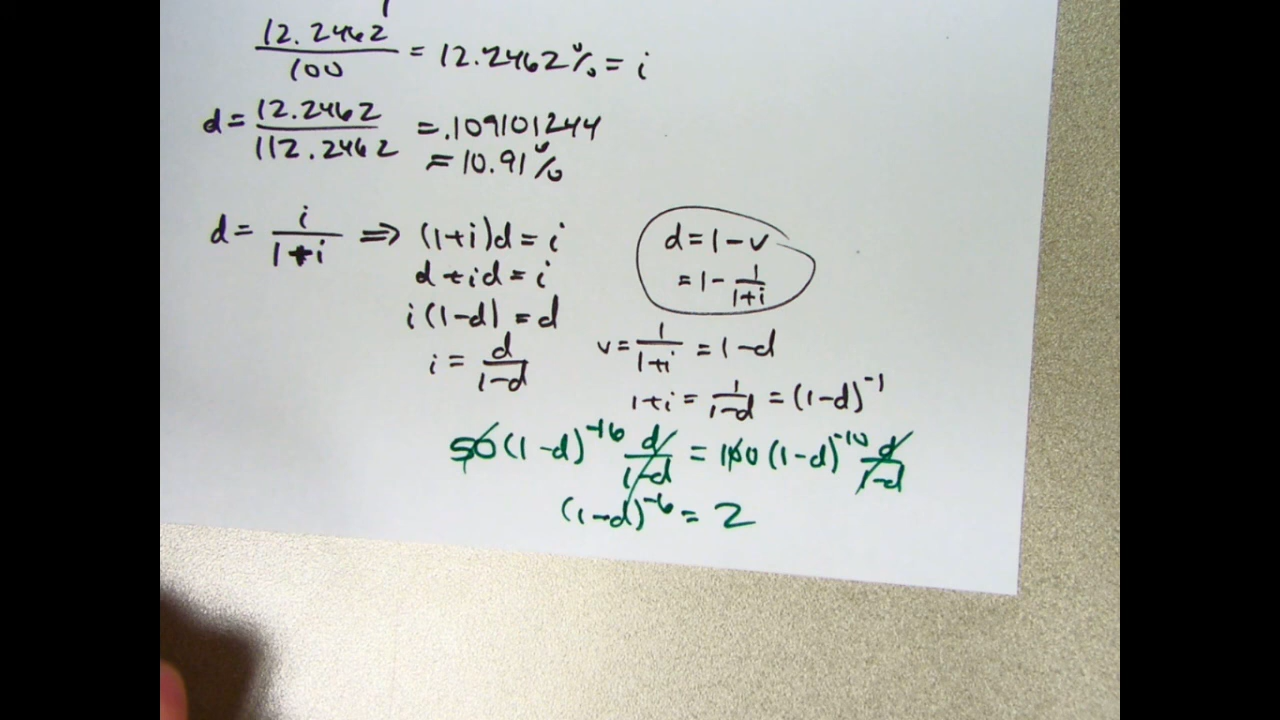 12.2462/100 = 12.2462% = i
d = 12.2462/112.2462 = .109101244
= 10.91%
d = i/1+i ⇒ (1+i)d = i
d + id = i
i(1-d) = d
i = d/1-d
d = 1 - v
= 1 - 1/1+i
v = 1/1+i = 1-d
1+i = 1/1-d = (1-d)^-1
50(1-d)^-16 d/1-d = 100(1-d)^-10 d/1-d
(1-d)^-6 = 2